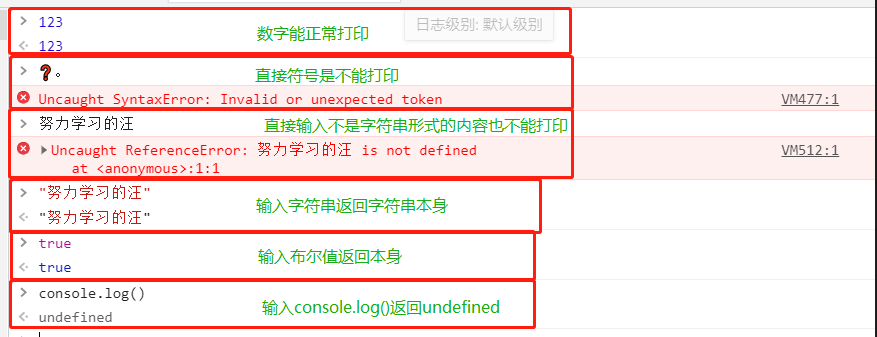 123
数字能正常打印
日志级别: 默认级别
123
❓。
直接符号是不能打印
Uncaught SyntaxError: Invalid or unexpected token
VM477:1
努力学习的汪
直接输入不是字符串形式的内容也不能打印
Uncaught ReferenceError: 努力学习的汪 is not defined
VM512:1
at <anonymous>:1:1
"努力学习的汪"
输入字符串返回字符串本身
"努力学习的汪"
true
输入布尔值返回本身
true
console.log()
输入console.log()返回undefined
undefined